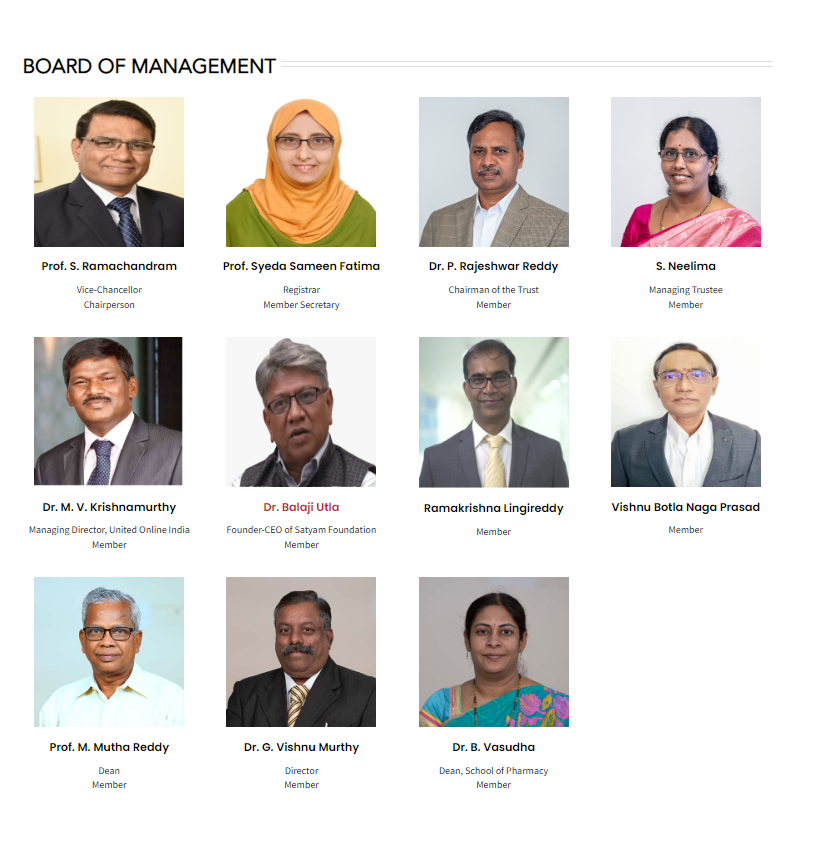 BOARD OF MANAGEMENT
Prof. S. Ramachandram
Vice-Chancellor
Chairperson
Prof. Syeda Sameen Fatima
Registrar
Member Secretary
Dr. P. Rajeshwar Reddy
Chairman of the Trust
Member
S. Neelima
Managing Trustee
Member
Dr. M. V. Krishnamurthy
Managing Director, United Online India
Member
Dr. Balaji Utla
Founder-CEO of Satyam Foundation
Member
Ramakrishna Lingireddy
Member
Vishnu Botla Naga Prasad
Member
Prof. M. Mutha Reddy
Dean
Member
Dr. G. Vishnu Murthy
Director
Member
Dr. B. Vasudha
Dean, School of Pharmacy
Member